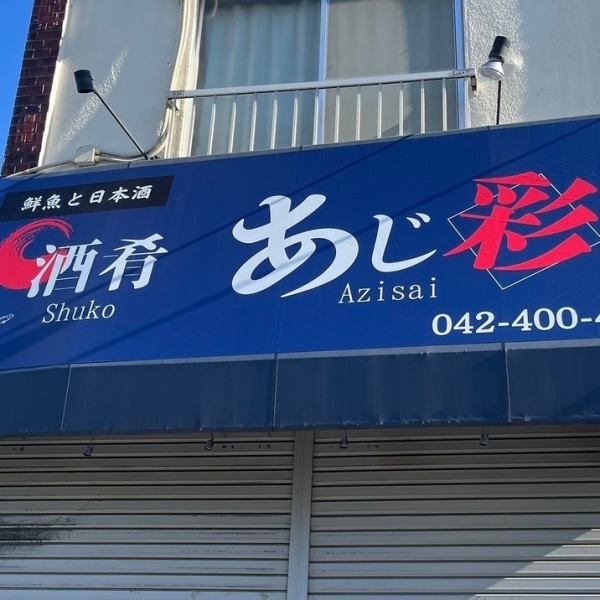 鮮魚と日本酒
酒肴
Shuko
あじ彩
Azisai
042-400-